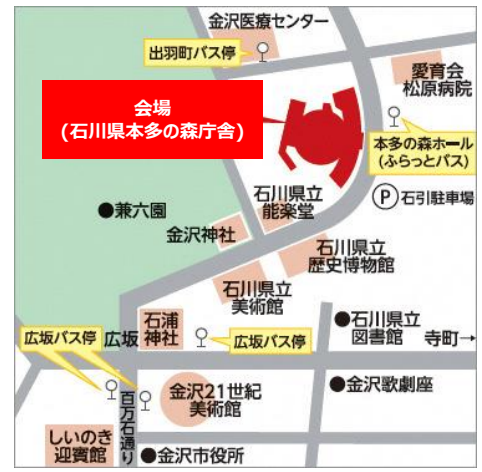 金沢医療センター
出羽町バス停
愛育会
松原病院
会場
(石川県本多の森庁舎)
本多の森ホール
(ふらっとバス)
石川県立
能楽堂
P 石引駐車場
●兼六園
金沢神社
石川県立
歴史博物館
石川県立
美術館
石浦
神社
●石川県立
図書館
寺町→
広坂バス停
広坂
広坂バス停
金沢21世紀
美術館
●金沢歌劇座
百万石通り
しいのき
迎賓館
●金沢市役所